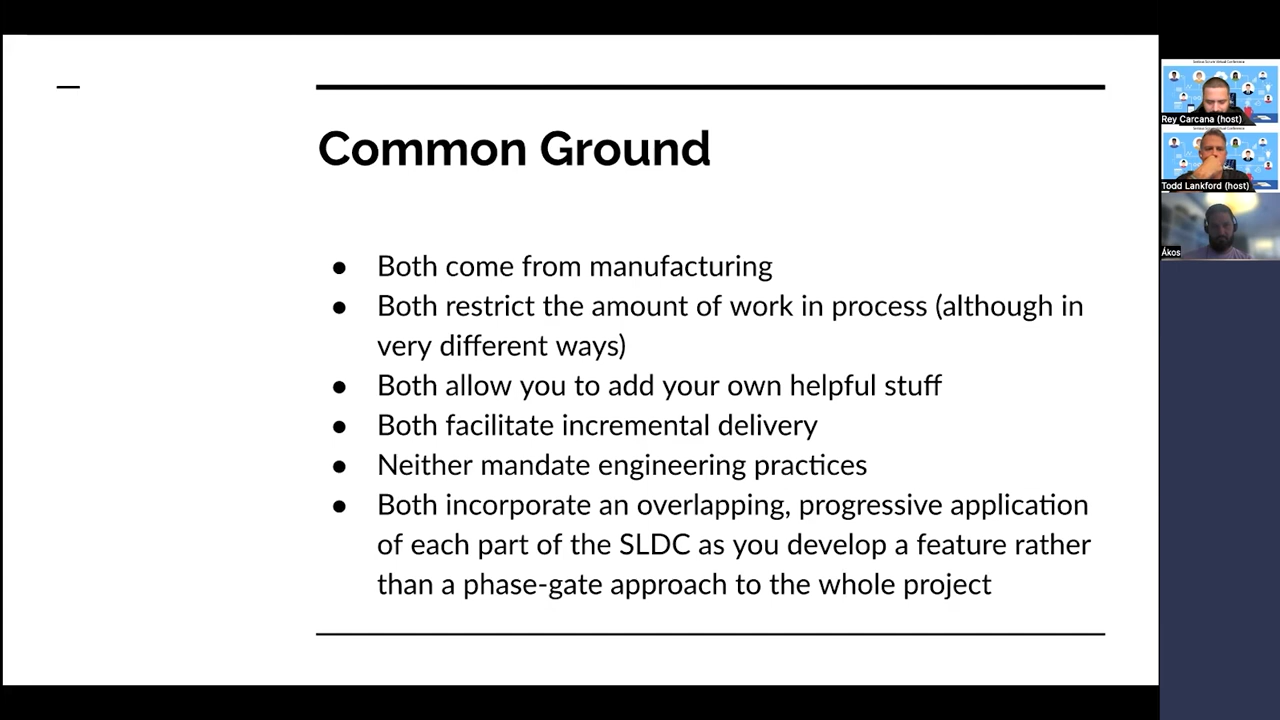 Common Ground
● Both come from manufacturing
● Both restrict the amount of work in process (although in
very different ways)
● Both allow you to add your own helpful stuff
● Both facilitate incremental delivery
● Neither mandate engineering practices
● Both incorporate an overlapping, progressive application
of each part of the SLDC as you develop a feature rather
than a phase-gate approach to the whole project
Rey Carcana (host)
Todd Lankford (host)
Ákos